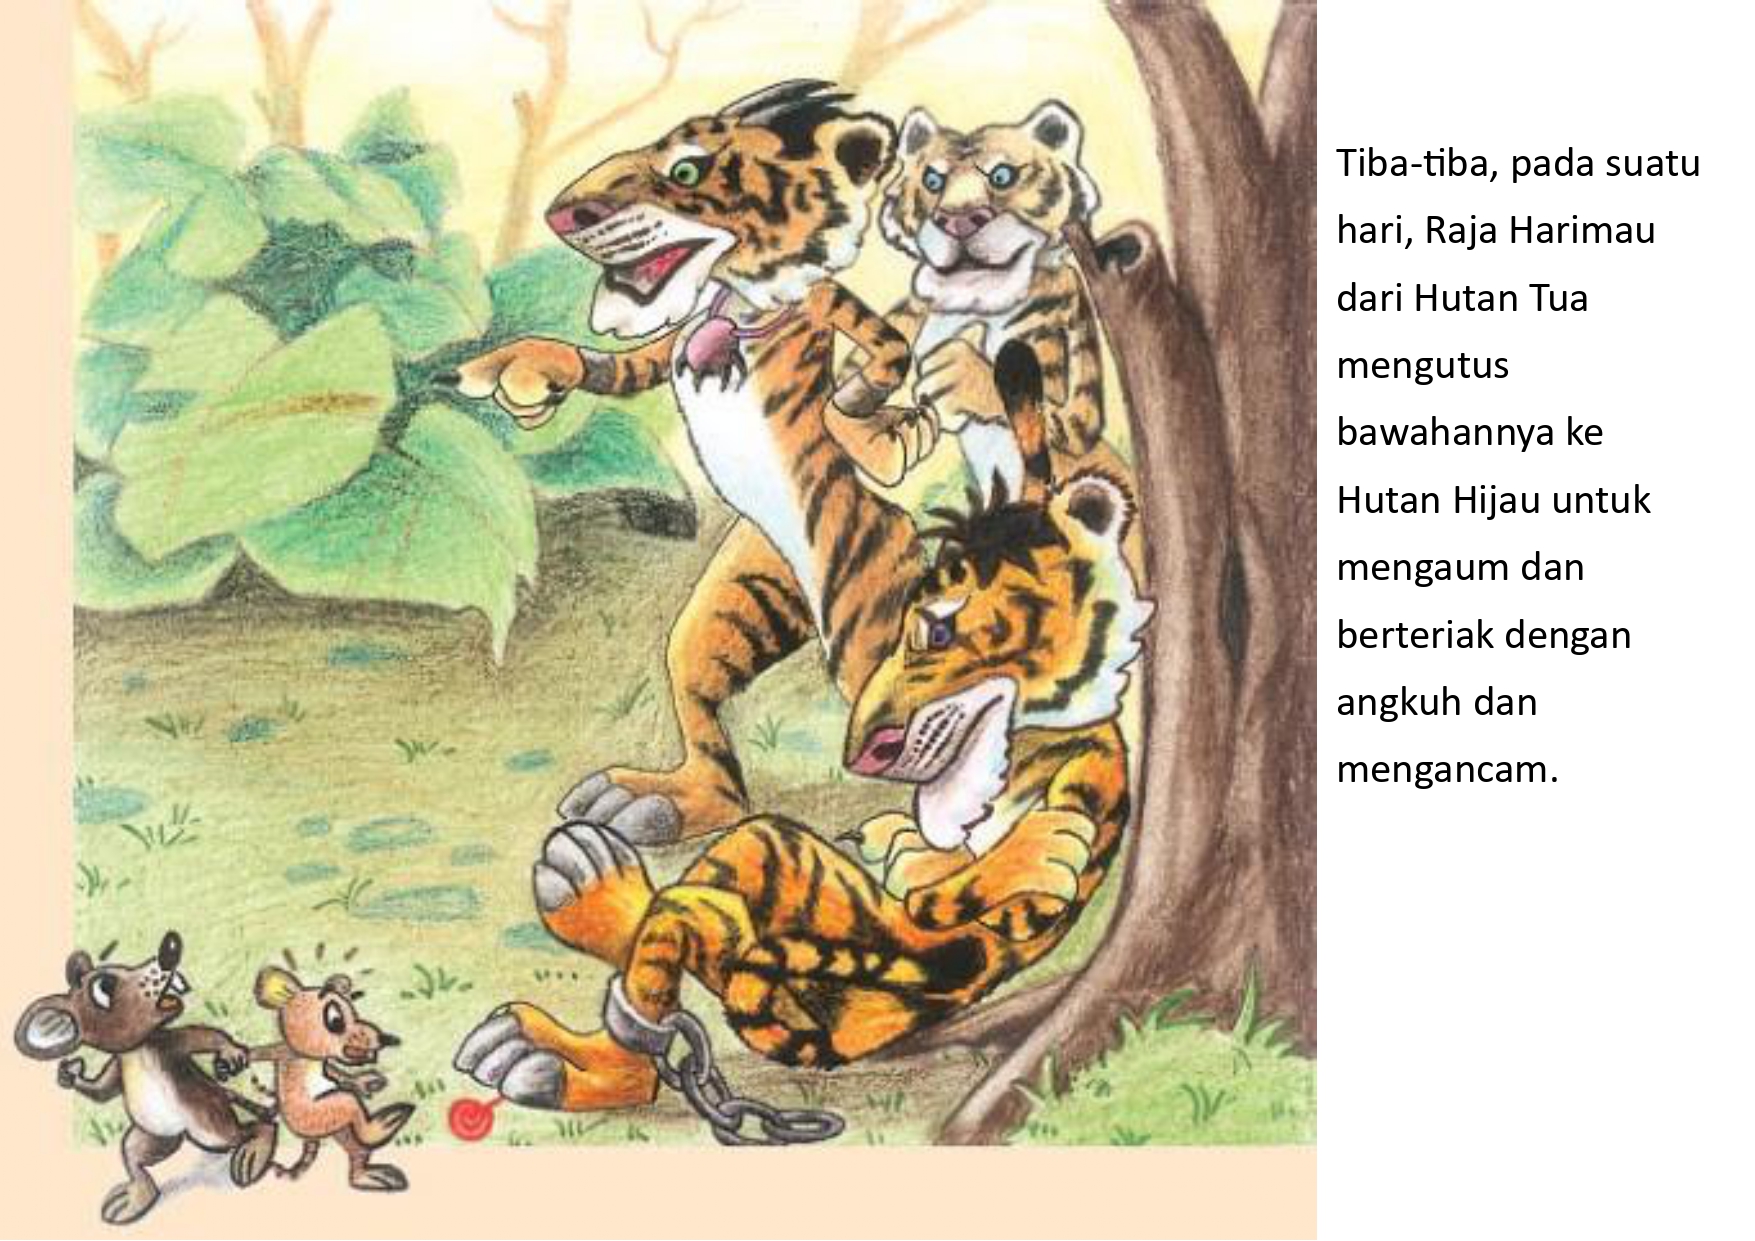 Tiba-tiba, pada suatu
hari, Raja Harimau
dari Hutan Tua
mengutus
bawahannya ke
Hutan Hijau untuk
mengaum dan
berteriak dengan
angkuh dan
mengancam.